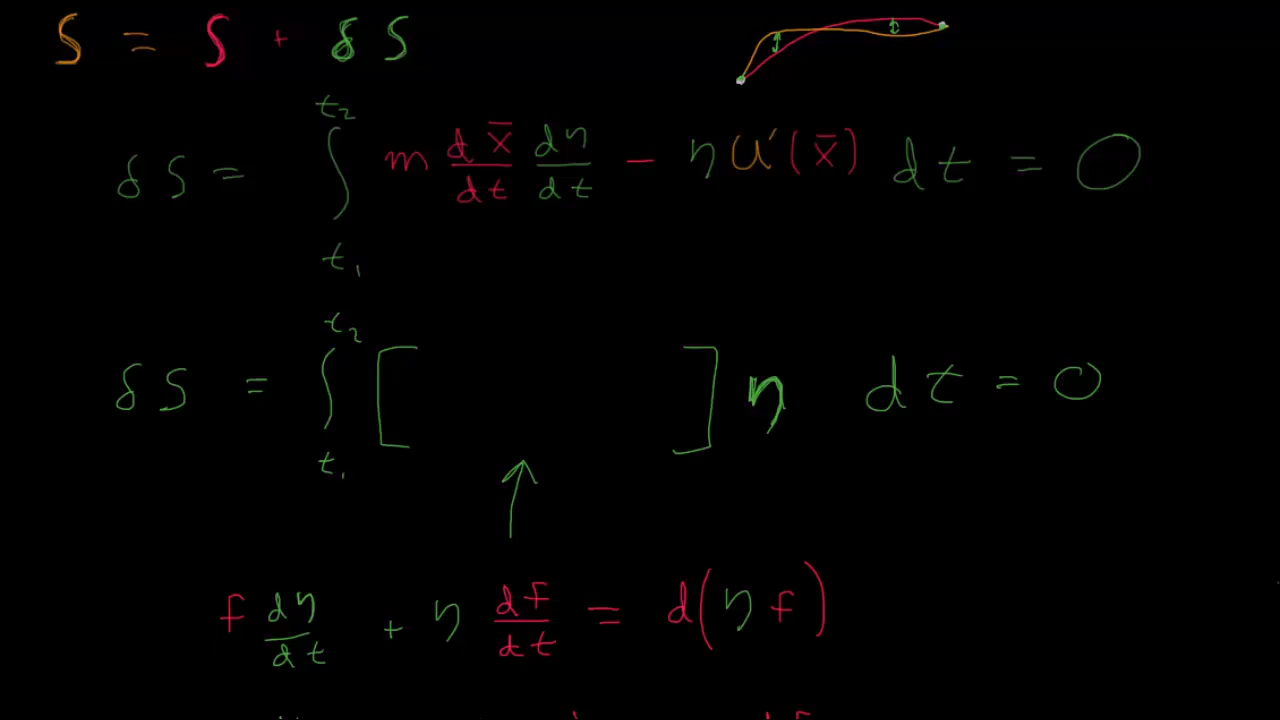 S = S + δS
δS = ∫_{t₁}^{t₂} m dx̄/dt dη/dt − η U′(x̄) dt = 0
δS = ∫_{t₁}^{t₂} [ ] η dt = 0
f dη/dt + η df/dt = d(η f)